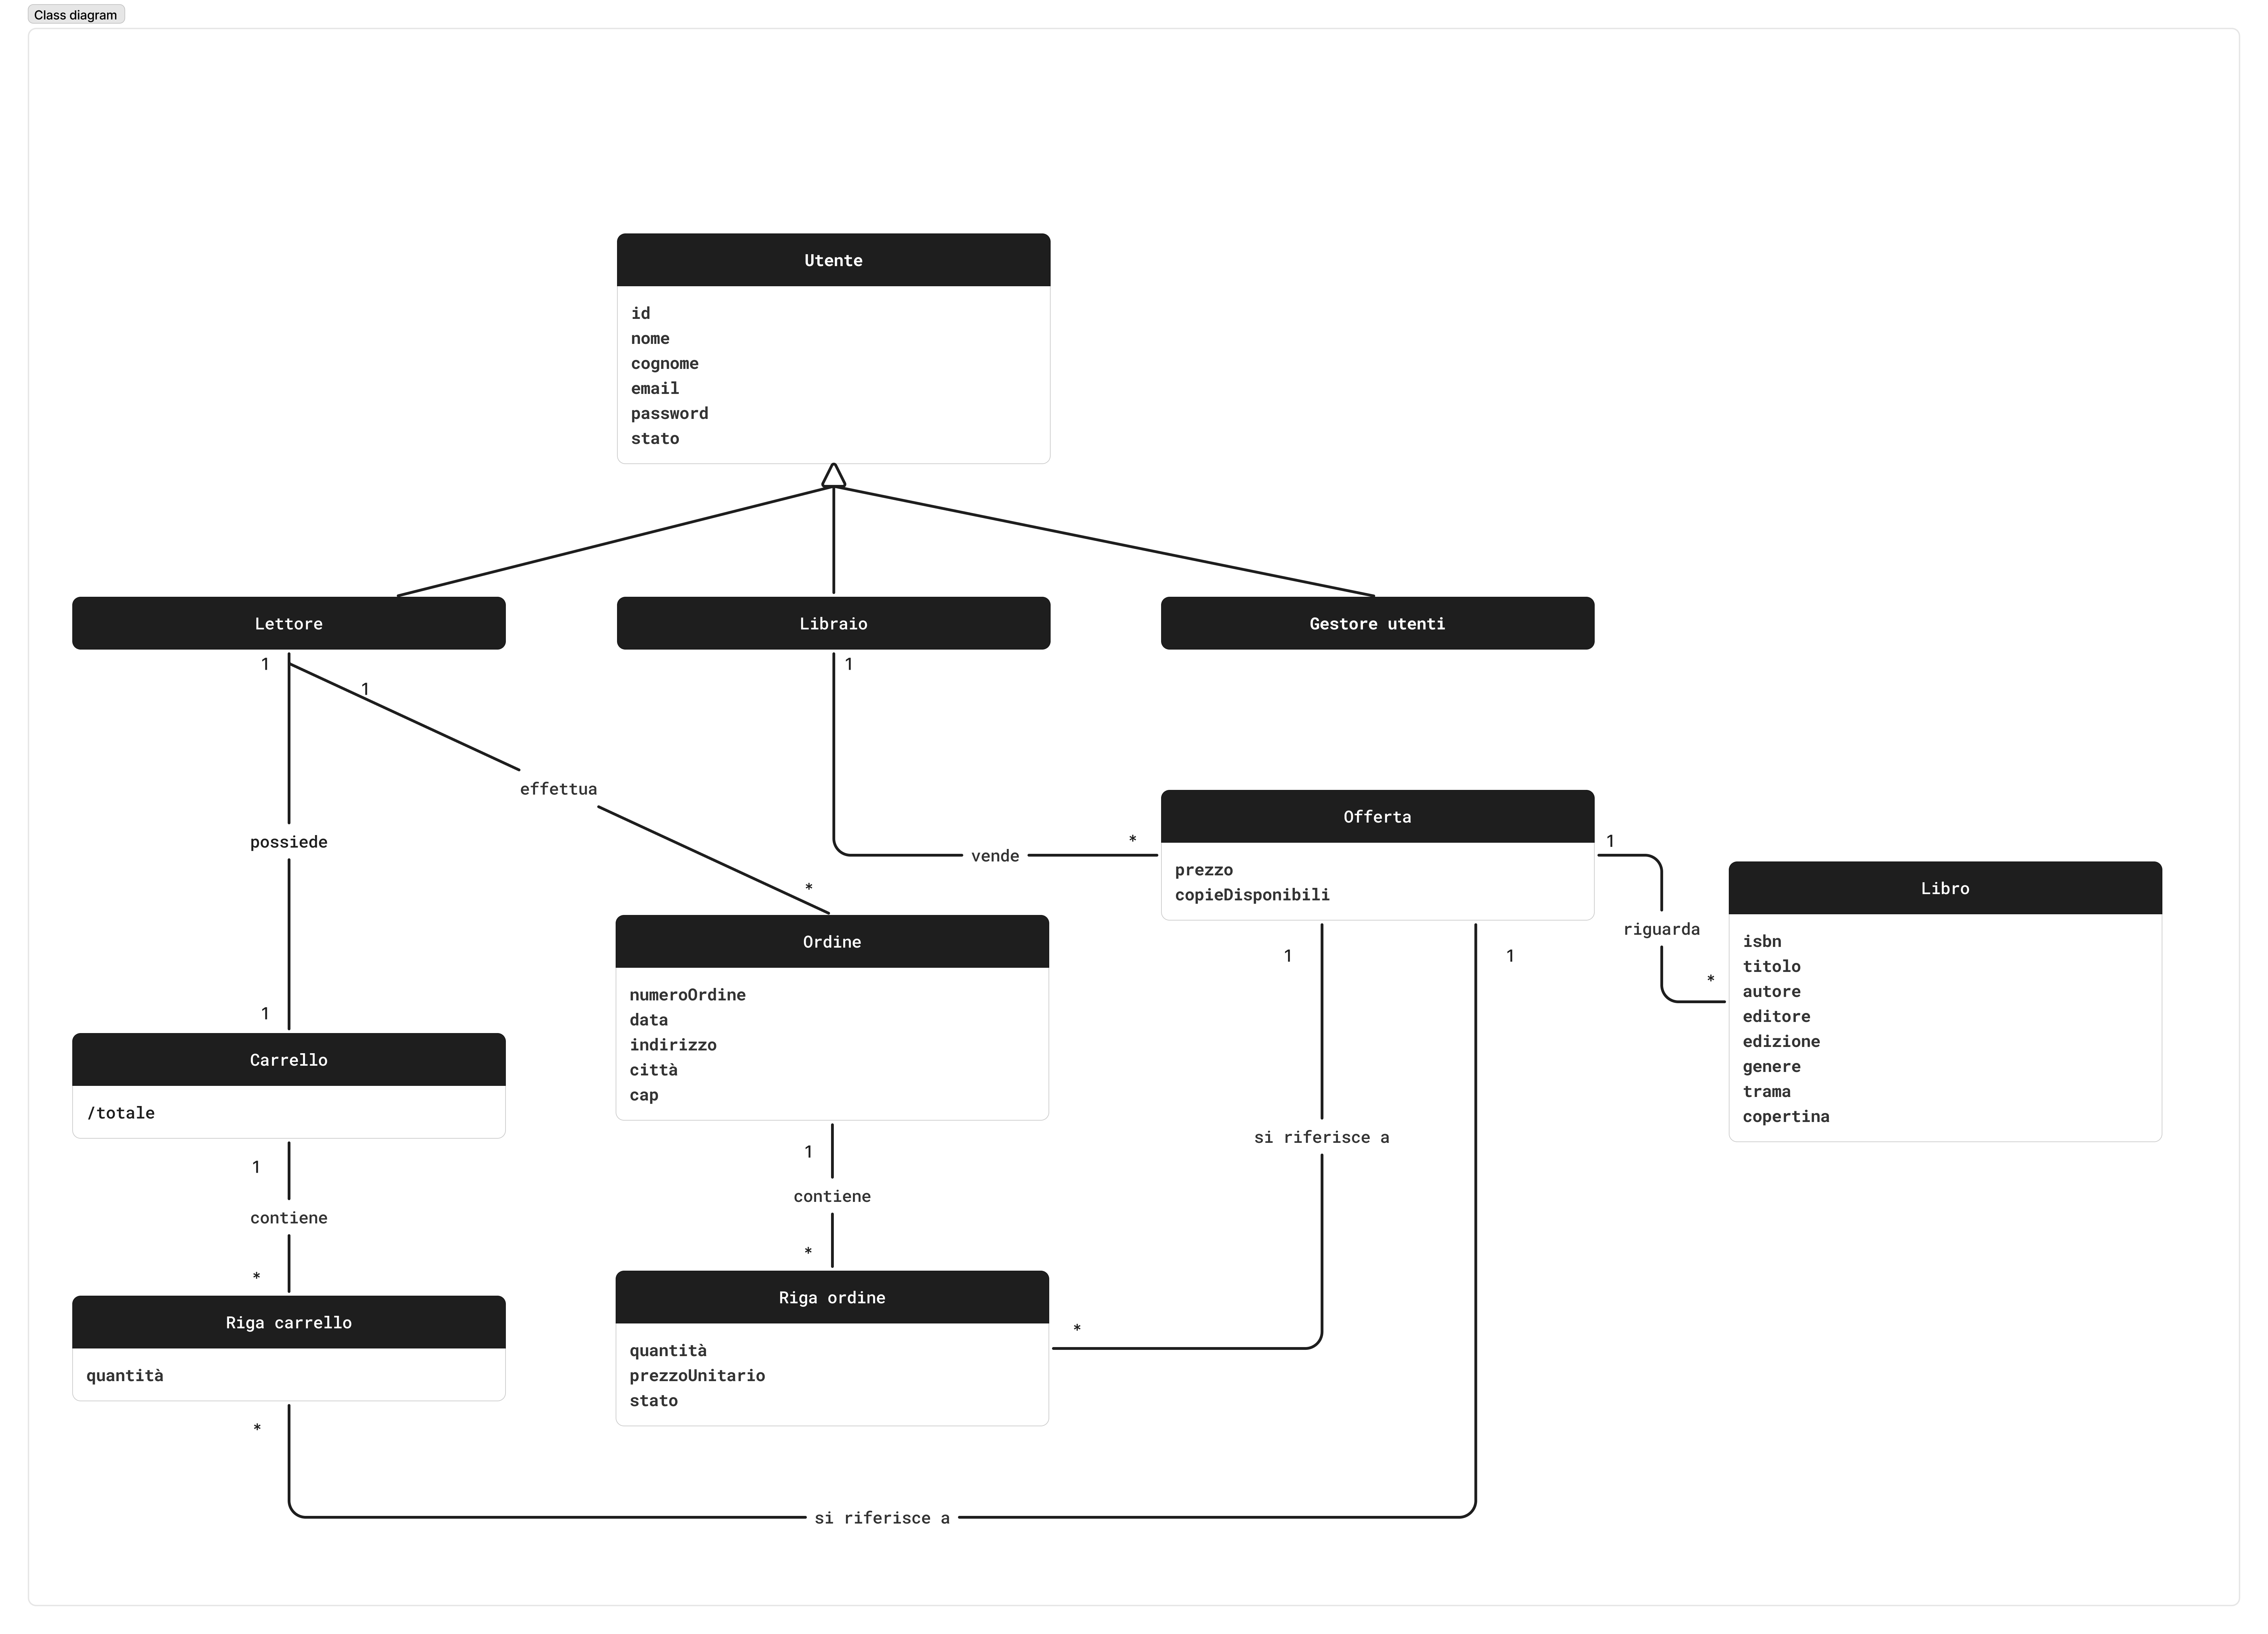 Class diagram
Utente
id
nome
cognome
email
password
stato
Lettore
Libraio
Gestore utenti
1
1
1
effettua
possiede
*
vende
*
Offerta
prezzo
copieDisponibili
1
riguarda
*
Libro
isbn
titolo
autore
editore
edizione
genere
trama
copertina
Ordine
numeroOrdine
data
indirizzo
città
cap
1
1
1
Carrello
/totale
1
contiene
*
1
contiene
*
si riferisce a
Riga carrello
quantità
*
Riga ordine
quantità
prezzoUnitario
stato
*
si riferisce a